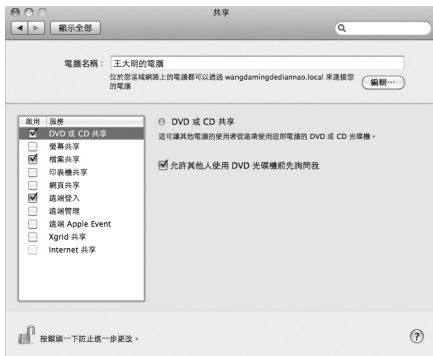 共享
顯示全部
電腦名稱：
王大明的電腦
位於您區域網路上的電腦都可以透過 wangdamingdediannao.local 來連接您
的電腦
編輯⋯
啟用 服務
DVD 或 CD 共享
螢幕共享
檔案共享
印表機共享
網頁共享
遠端登入
遠端管理
遠端 Apple Event
Xgrid 共享
Internet 共享
DVD 或 CD 共享
這可讓其他電腦的使用者從遠端使用這部電腦的 DVD 或 CD 光碟機。
允許其他人使用 DVD 光碟機前先詢問我
按鎖頭一下防止進一步更改。
?